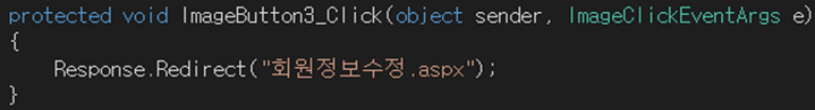 protected void ImageButton3_Click(object sender, ImageClickEventArgs e)
{
    Response.Redirect("회원정보수정.aspx");
}